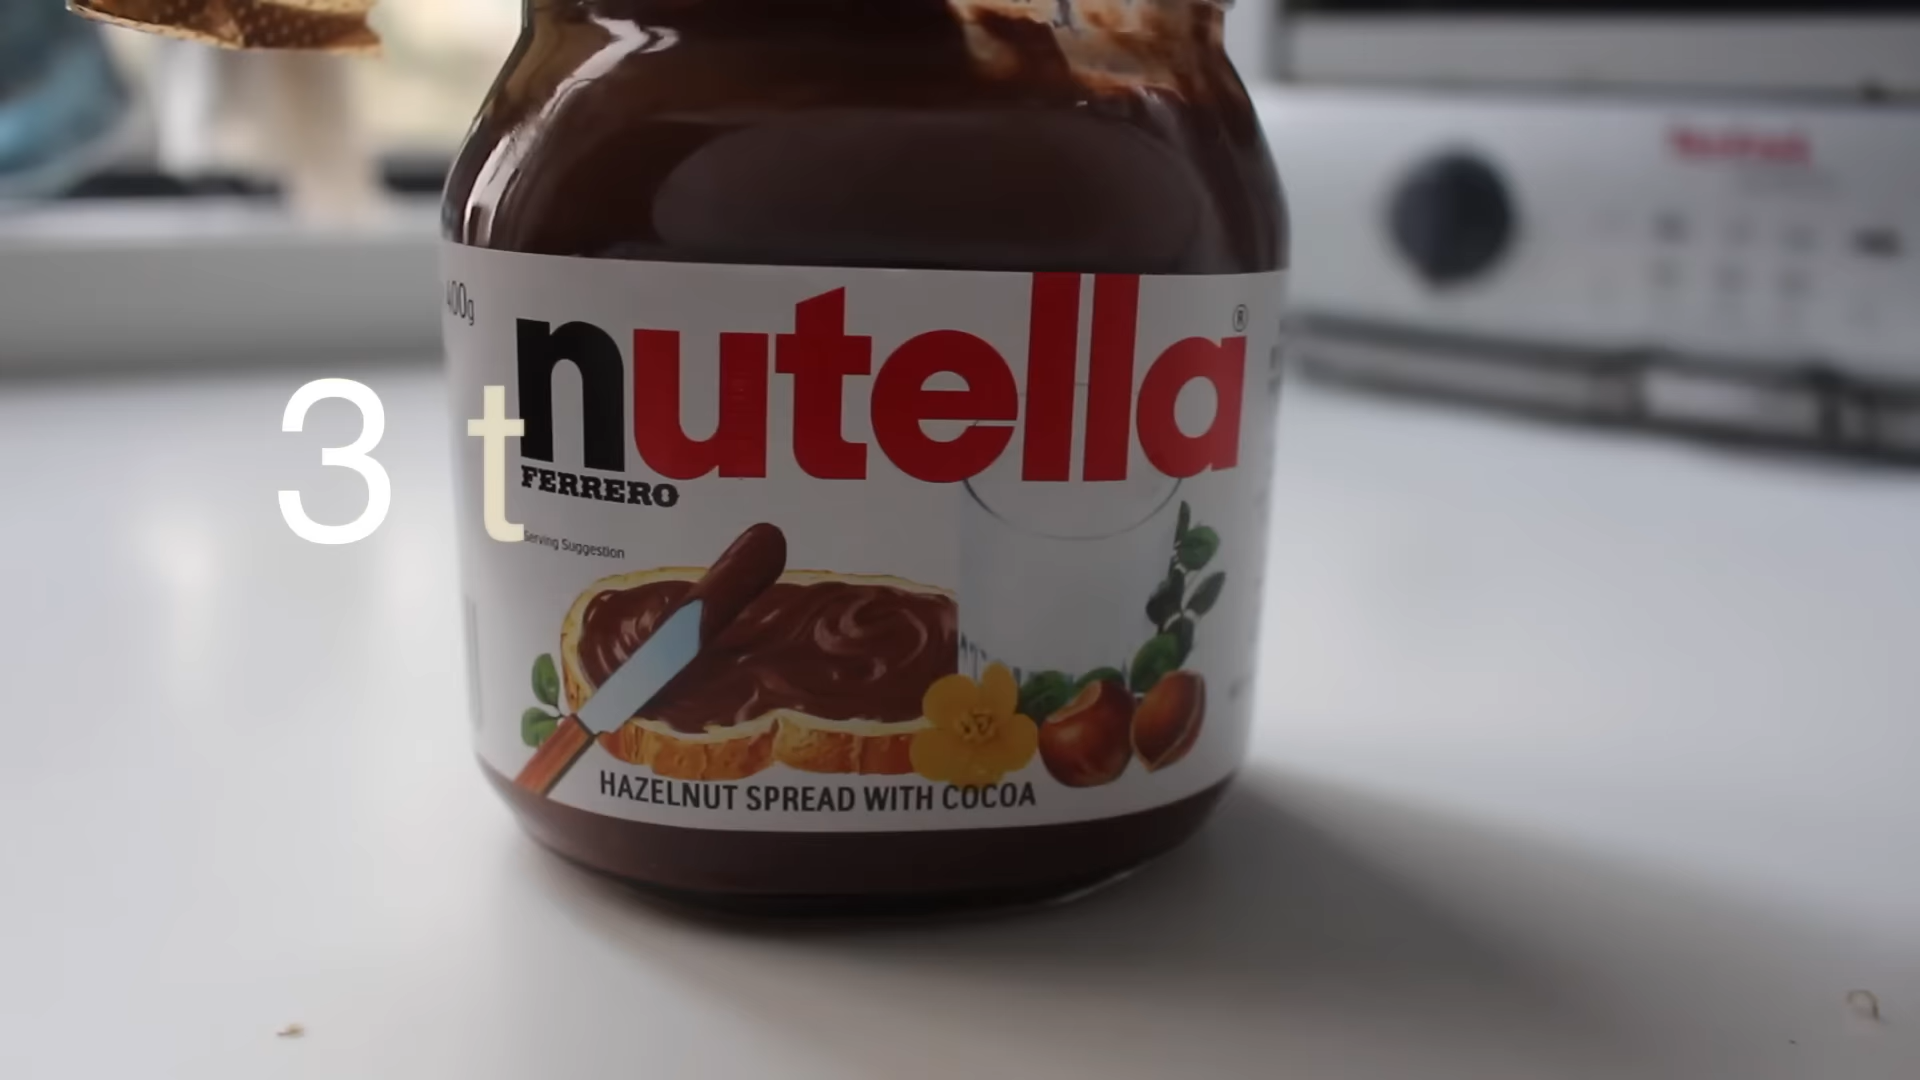 400g
nutella®
FERRERO
3 t
Serving Suggestion
HAZELNUT SPREAD WITH COCOA